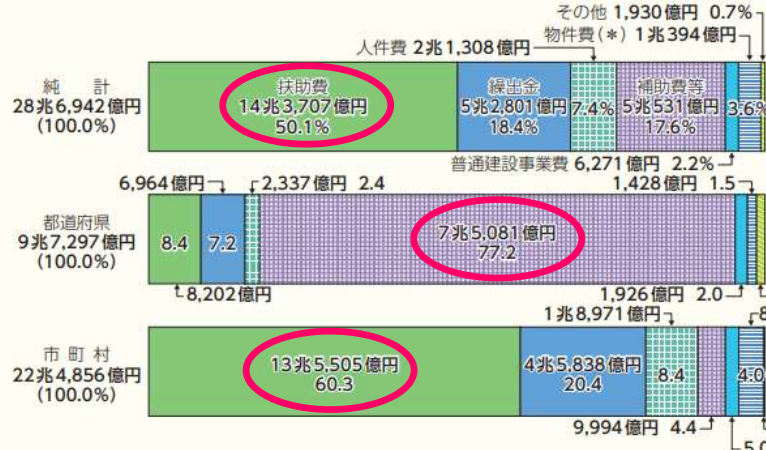 その他 1,930億円 0.7%
人件費 2兆1,308億円
物件費(*) 1兆394億円
純　計
28兆6,942億円
(100.0%)
扶助費
14兆3,707億円
50.1%
繰出金
5兆2,801億円
18.4%
7.4%
補助費等
5兆531億円
17.6%
3.6%
普通建設事業費 6,271億円 2.2%
6,964億円
2,337億円 2.4
1,428億円 1.5
都道府県
9兆7,297億円
(100.0%)
8.4
7.2
7兆5,081億円
77.2
8,202億円
1,926億円 2.0
1兆8,971億円
市 町 村
22兆4,856億円
(100.0%)
13兆5,505億円
60.3
4兆5,838億円
20.4
8.4
4.0
9,994億円 4.4